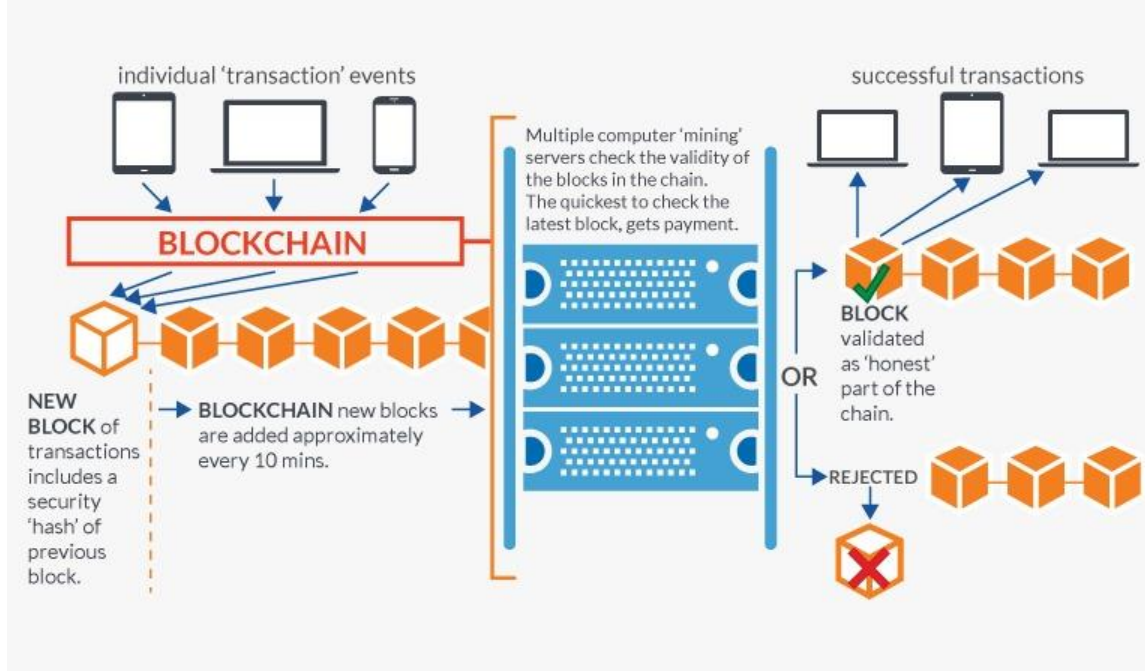 individual 'transaction' events
BLOCKCHAIN
NEW
BLOCK of
transactions
includes a
security
'hash' of
previous
block.
BLOCKCHAIN new blocks
are added approximately
every 10 mins.
Multiple computer 'mining'
servers check the validity of
the blocks in the chain.
The quickest to check the
latest block, gets payment.
OR
successful transactions
BLOCK
validated
as 'honest'
part of the
chain.
REJECTED